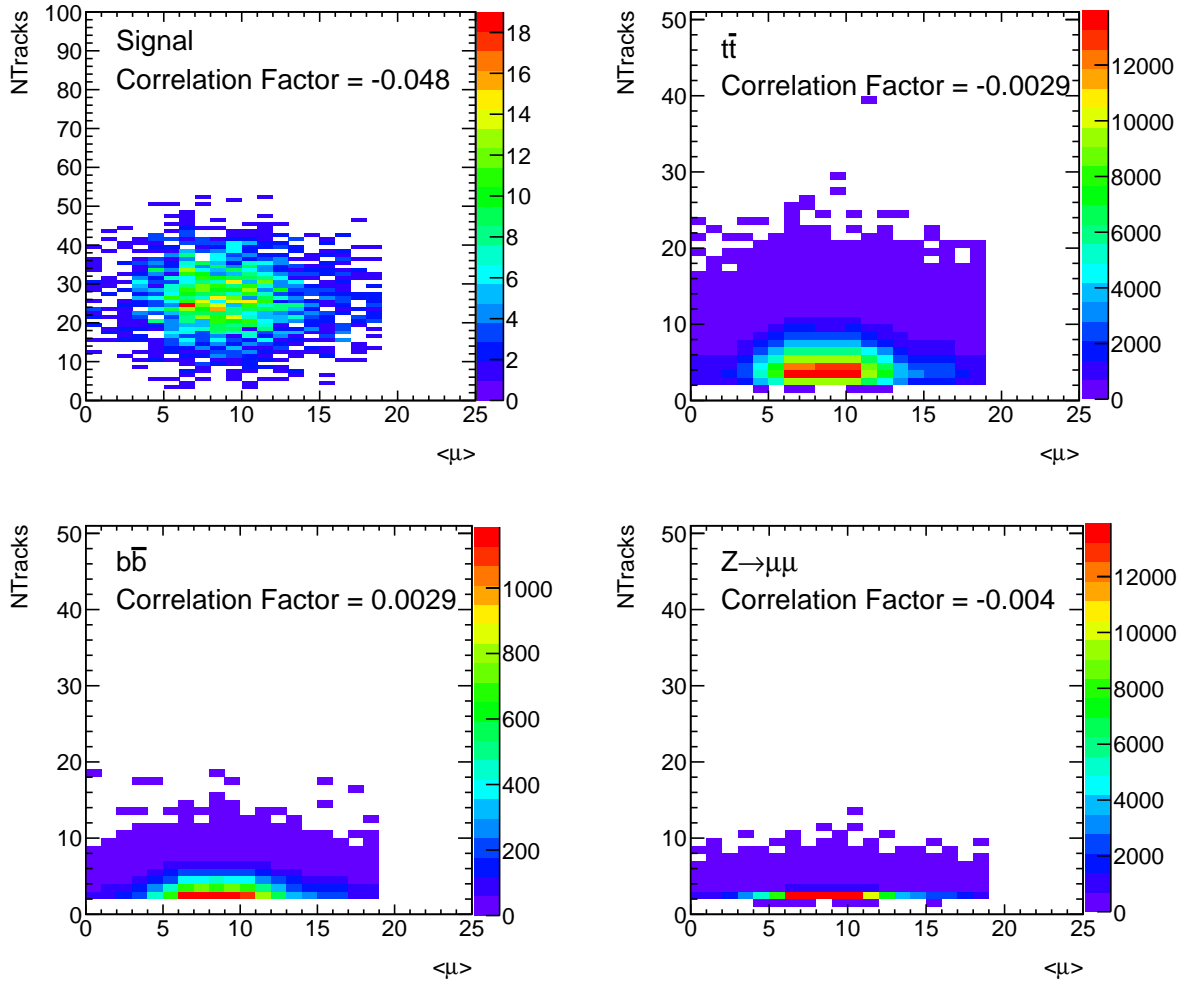 Signal
Correlation Factor = -0.048
NTracks
100
90
80
70
60
50
40
30
20
10
0
0 5 10 15 20 25
<μ>
18
16
14
12
10
8
6
4
2
0
tt̄
Correlation Factor = -0.0029
NTracks
50
40
30
20
10
0
0 5 10 15 20 25
<μ>
12000
10000
8000
6000
4000
2000
0
bb̄
Correlation Factor = 0.0029
NTracks
50
40
30
20
10
0
0 5 10 15 20 25
<μ>
1000
800
600
400
200
0
Z→μμ
Correlation Factor = -0.004
NTracks
50
40
30
20
10
0
0 5 10 15 20 25
<μ>
12000
10000
8000
6000
4000
2000
0